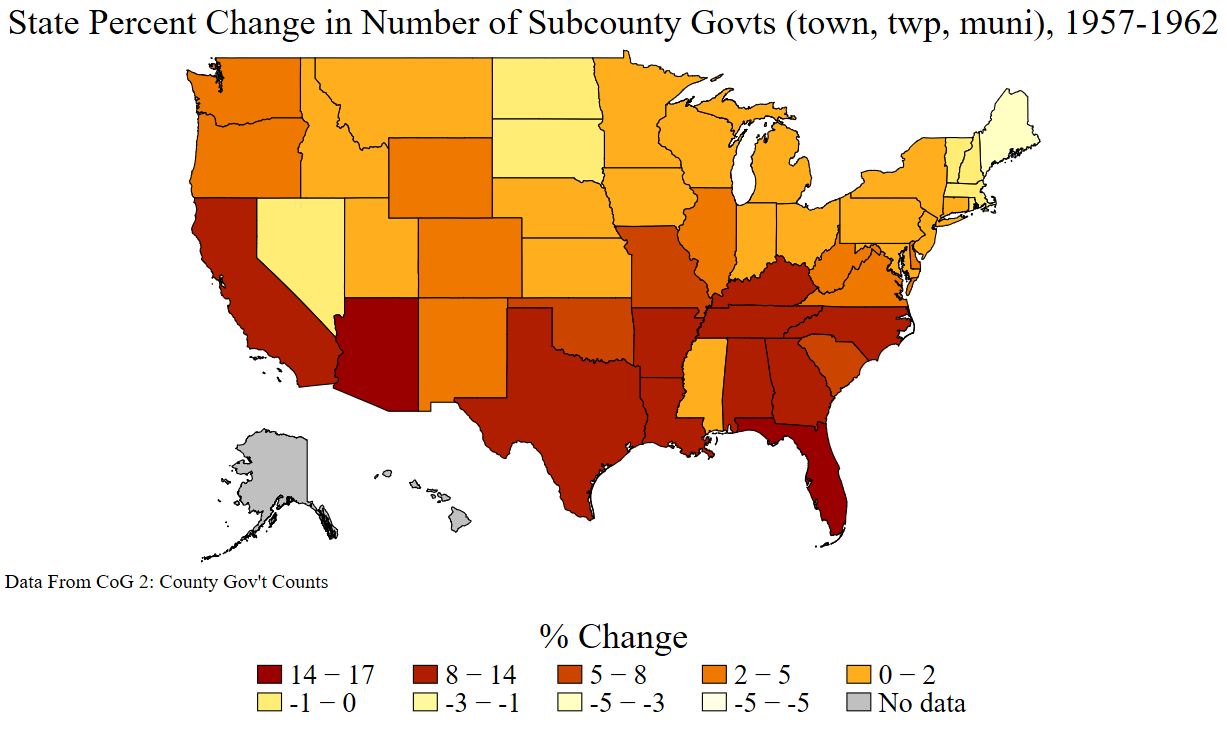 State Percent Change in Number of Subcounty Govts (town, twp, muni), 1957-1962
Data From CoG 2: County Gov't Counts
% Change
14 − 17 8 − 14 5 − 8 2 − 5 0 − 2
-1 − 0 -3 − -1 -5 − -3 -5 − -5 No data